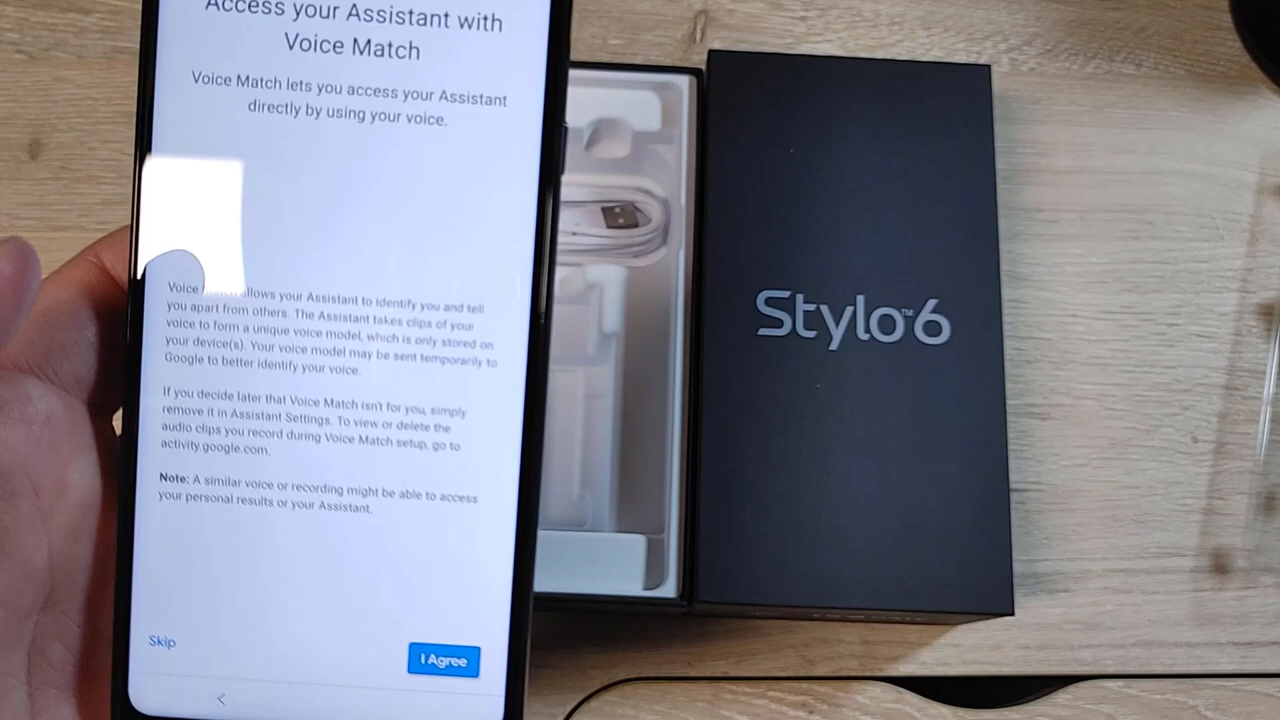 Access your Assistant with
Voice Match
Voice Match lets you access your Assistant
directly by using your voice.
Voice allows your Assistant to identify you and tell
you apart from others. The Assistant takes clips of your
voice to form a unique voice model, which is only stored on
your device(s). Your voice model may be sent temporarily to
Google to better identify your voice.
If you decide later that Voice Match isn't for you, simply
remove it in Assistant Settings. To view or delete the
audio clips you record during Voice Match setup, go to
activity.google.com.
Note: A similar voice or recording might be able to access
your personal results or your Assistant.
Skip
I Agree
Stylo™6